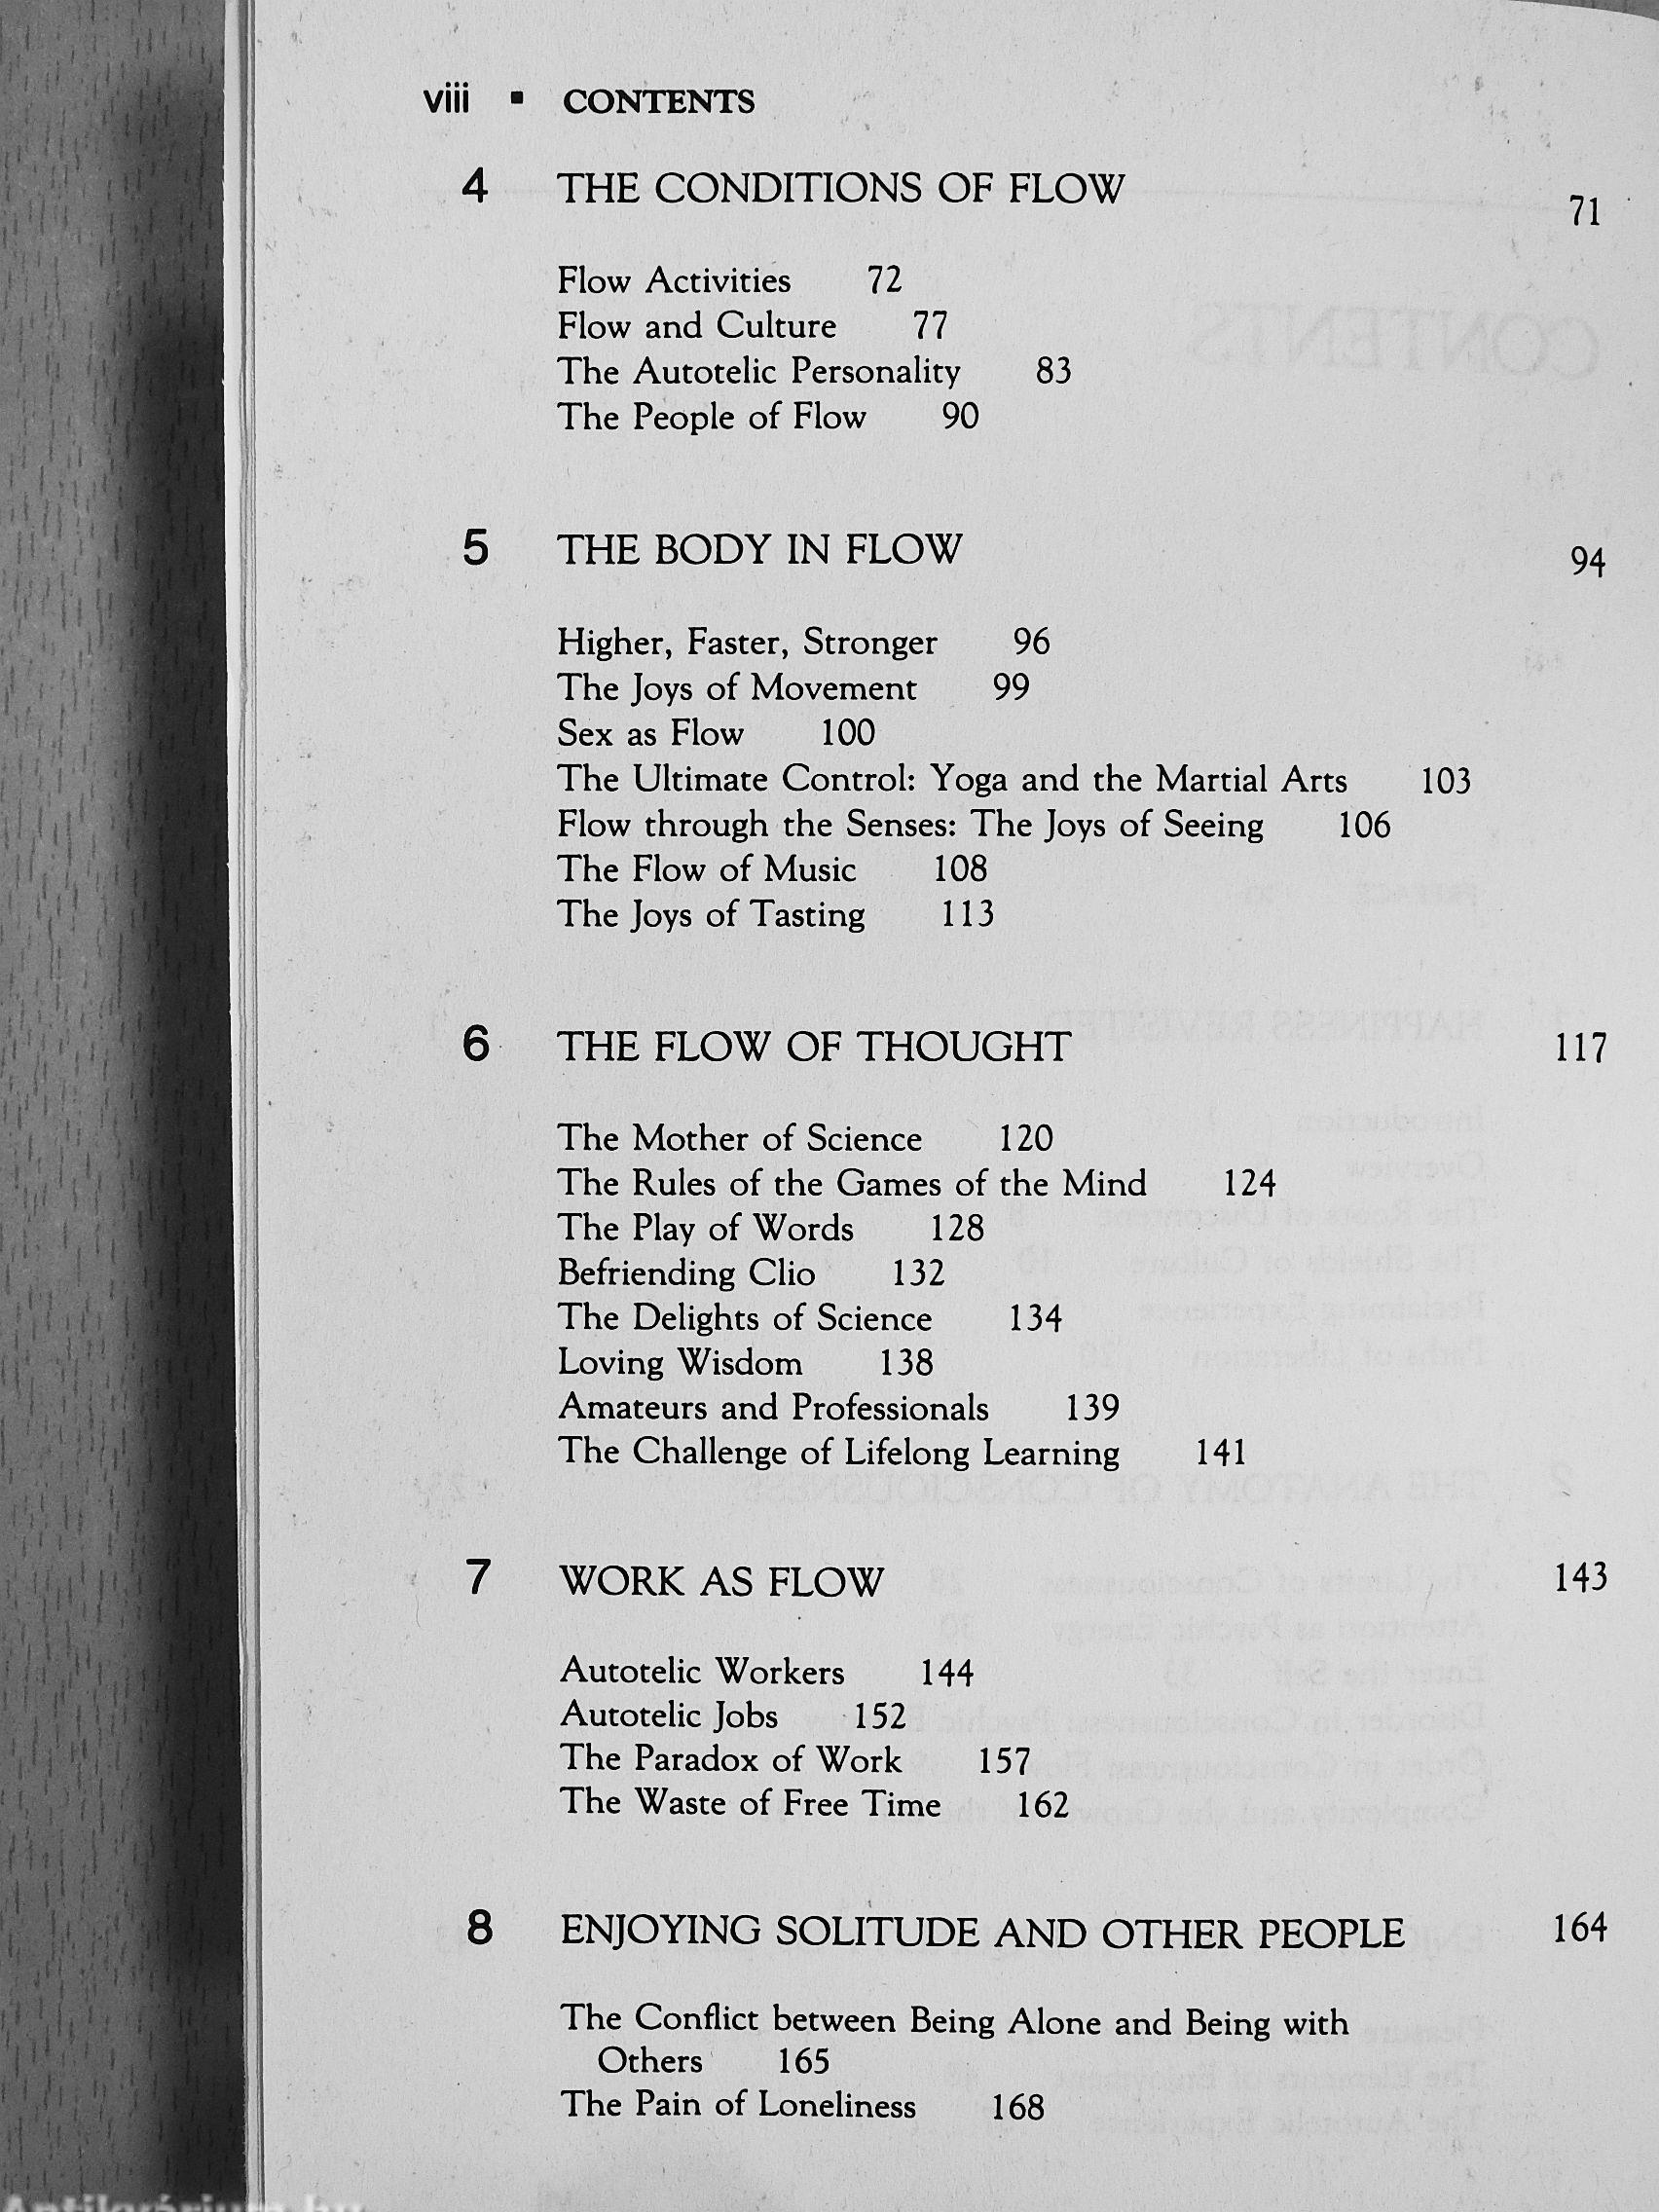 viii ▪ CONTENTS
4 THE CONDITIONS OF FLOW 71
Flow Activities 72
Flow and Culture 77
The Autotelic Personality 83
The People of Flow 90
5 THE BODY IN FLOW 94
Higher, Faster, Stronger 96
The Joys of Movement 99
Sex as Flow 100
The Ultimate Control: Yoga and the Martial Arts 103
Flow through the Senses: The Joys of Seeing 106
The Flow of Music 108
The Joys of Tasting 113
6 THE FLOW OF THOUGHT 117
The Mother of Science 120
The Rules of the Games of the Mind 124
The Play of Words 128
Befriending Clio 132
The Delights of Science 134
Loving Wisdom 138
Amateurs and Professionals 139
The Challenge of Lifelong Learning 141
7 WORK AS FLOW 143
Autotelic Workers 144
Autotelic Jobs 152
The Paradox of Work 157
The Waste of Free Time 162
8 ENJOYING SOLITUDE AND OTHER PEOPLE 164
The Conflict between Being Alone and Being with
Others 165
The Pain of Loneliness 168